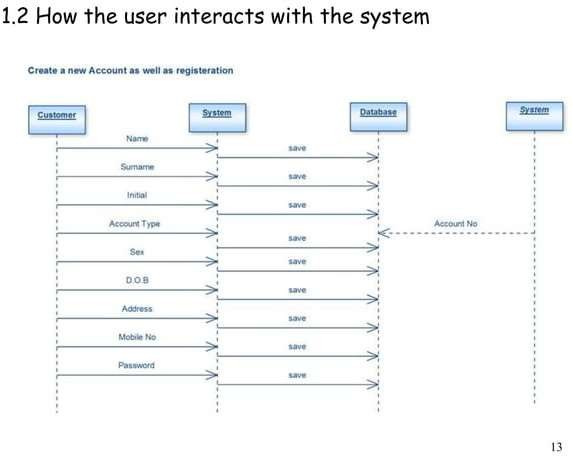 1.2 How the user interacts with the system
Create a new Account as well as registeration
Customer
System
Database
System
Name
save
Surname
save
Initial
save
Account Type
Account No
save
Sex
save
D.O.B
save
Address
save
Mobile No
save
Password
save
13